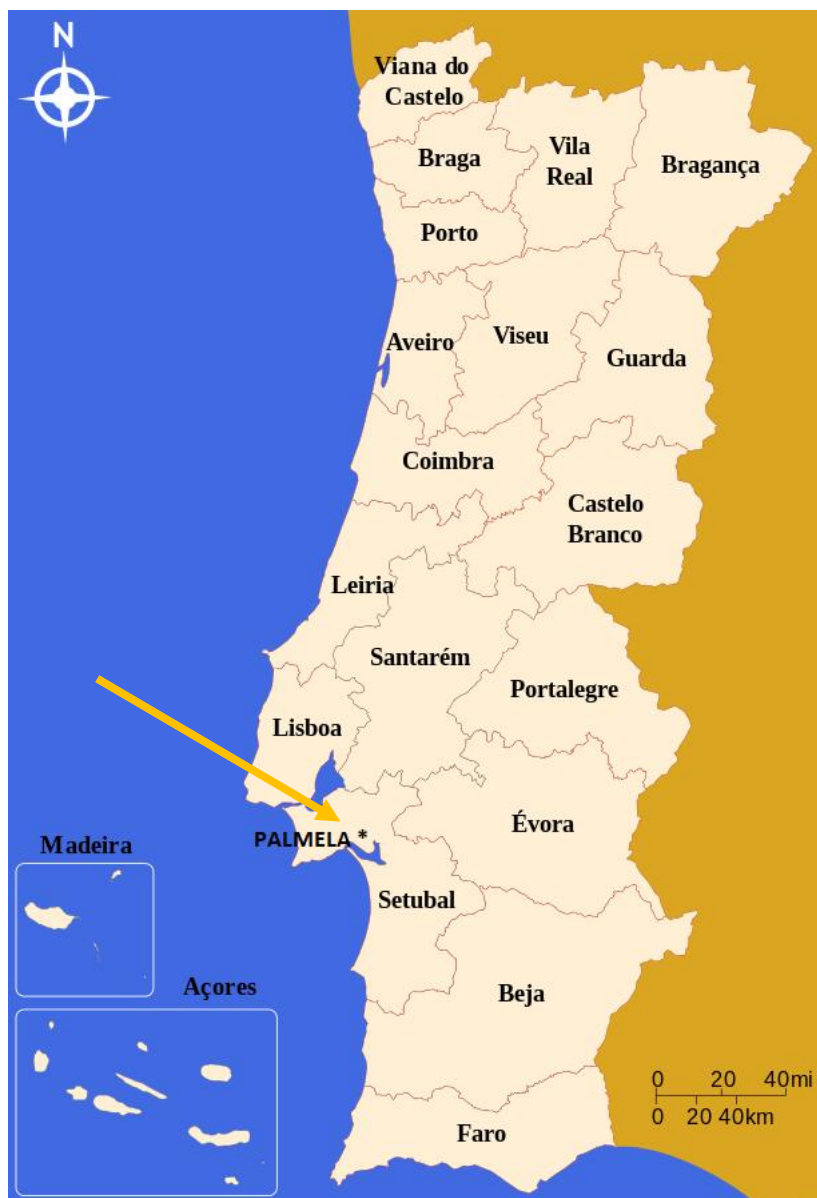 N
Viana do
Castelo
Braga
Vila
Real
Bragança
Porto
Aveiro
Viseu
Guarda
Coimbra
Castelo
Branco
Leiria
Santarém
Portalegre
Lisboa
Évora
PALMELA *
Madeira
Setubal
Açores
Beja
0 20 40mi
0 20 40km
Faro